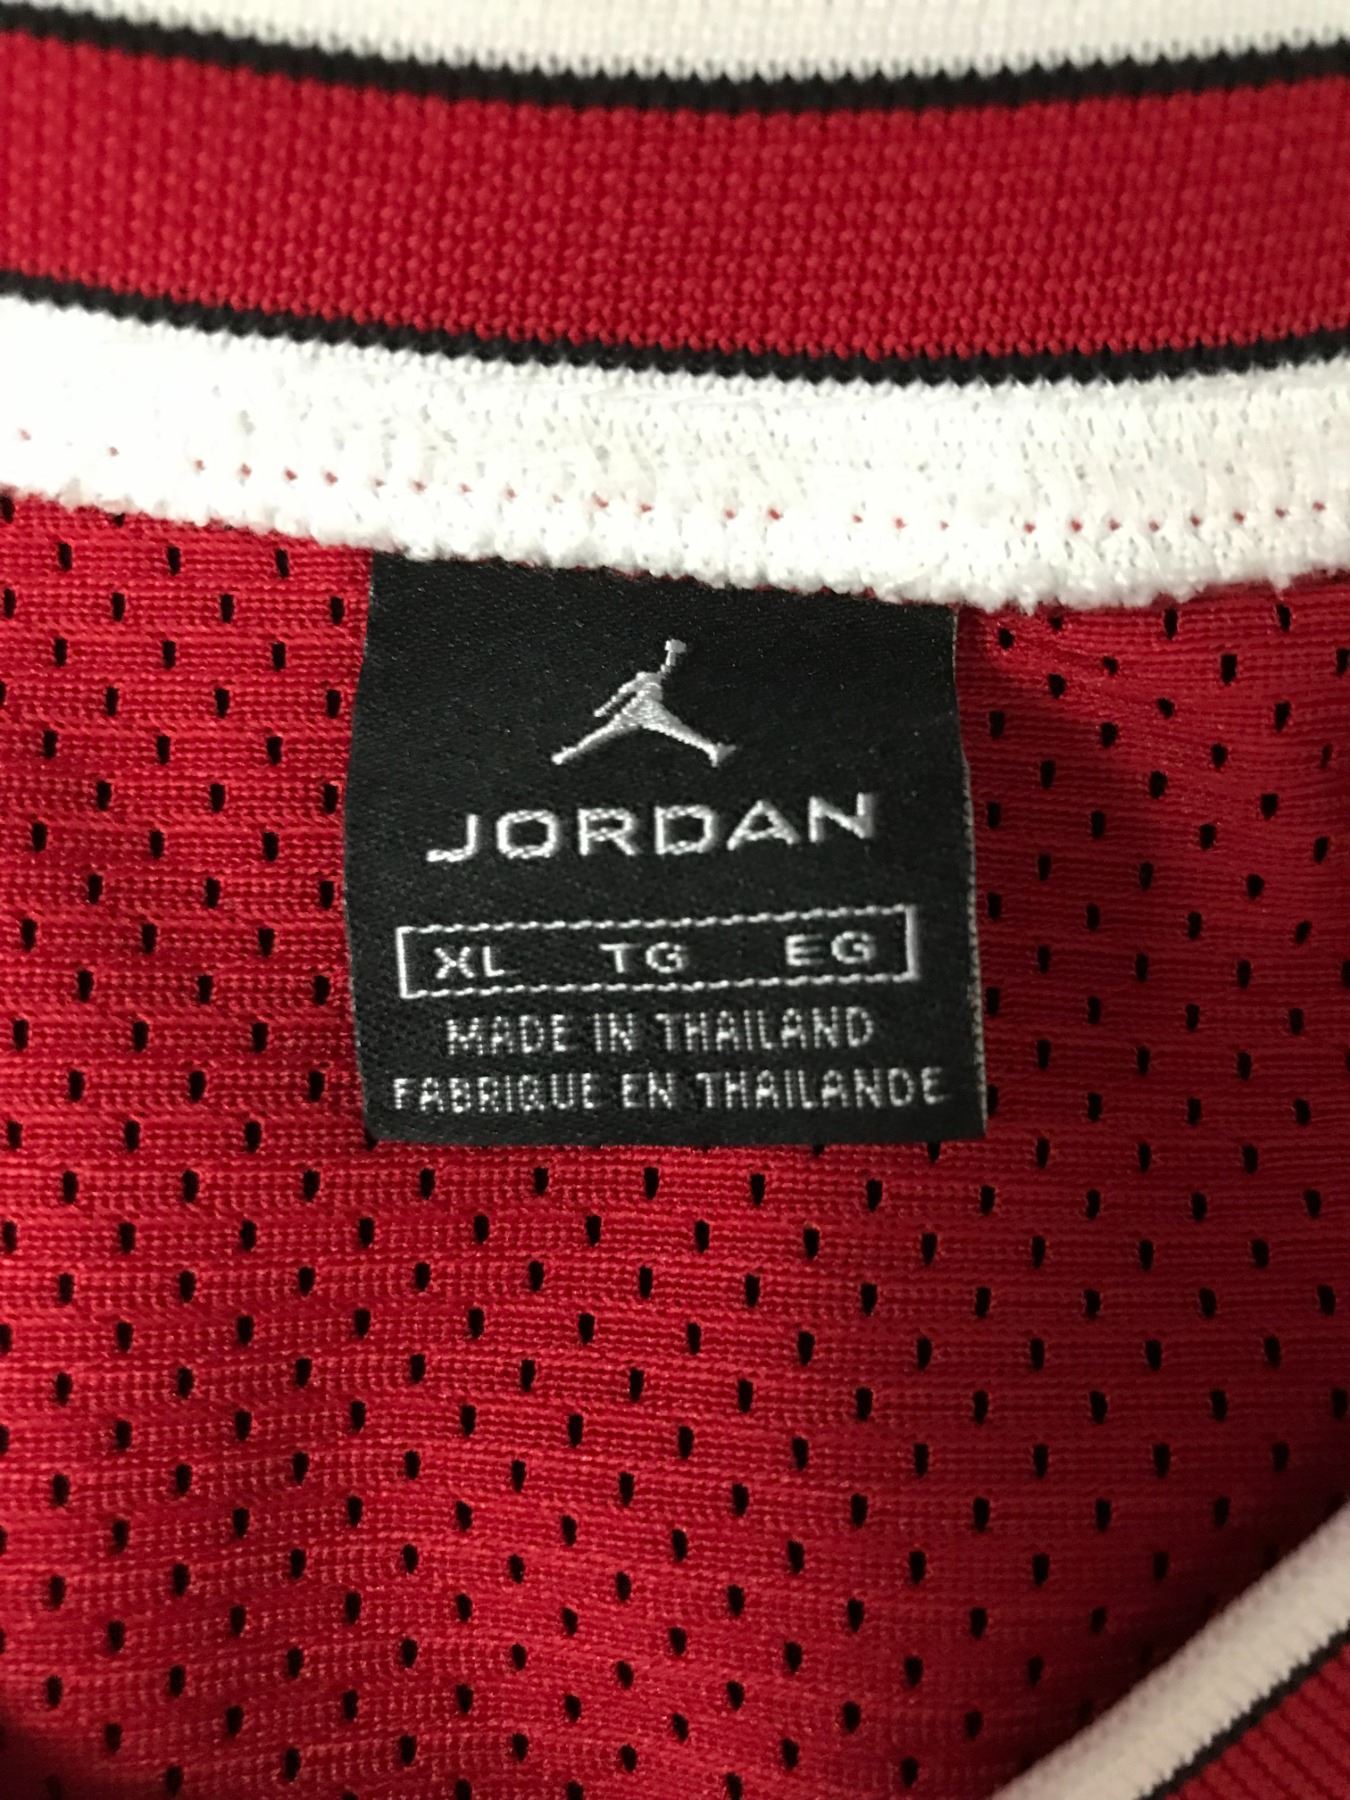 JORDAN
XL TG EG
MADE IN THAILAND
FABRIQUE EN THAILANDE